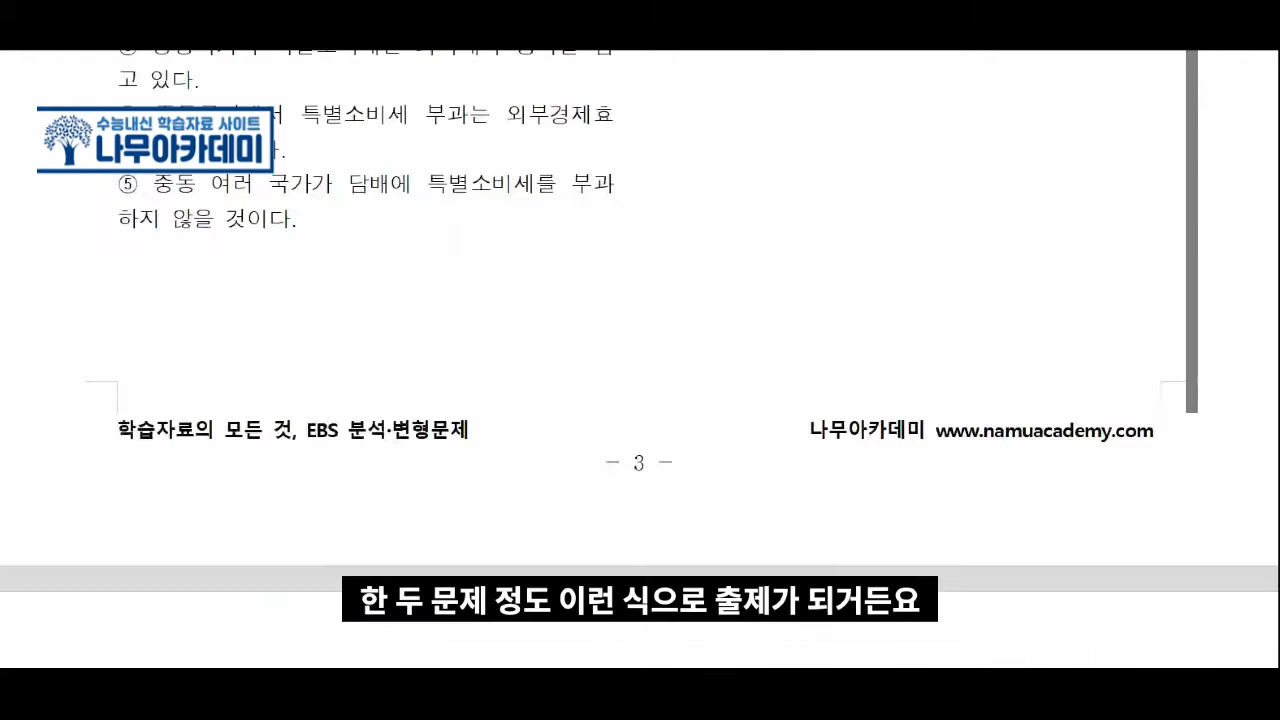 고 있다.
특별소비세 부과는 외부경제효
수능내신 학습자료 사이트
나무아카데미
⑤ 중동 여러 국가가 담배에 특별소비세를 부과
하지 않을 것이다.
학습자료의 모든 것, EBS 분석·변형문제
나무아카데미 www.namuacademy.com
- 3 -
한 두 문제 정도 이런 식으로 출제가 되거든요